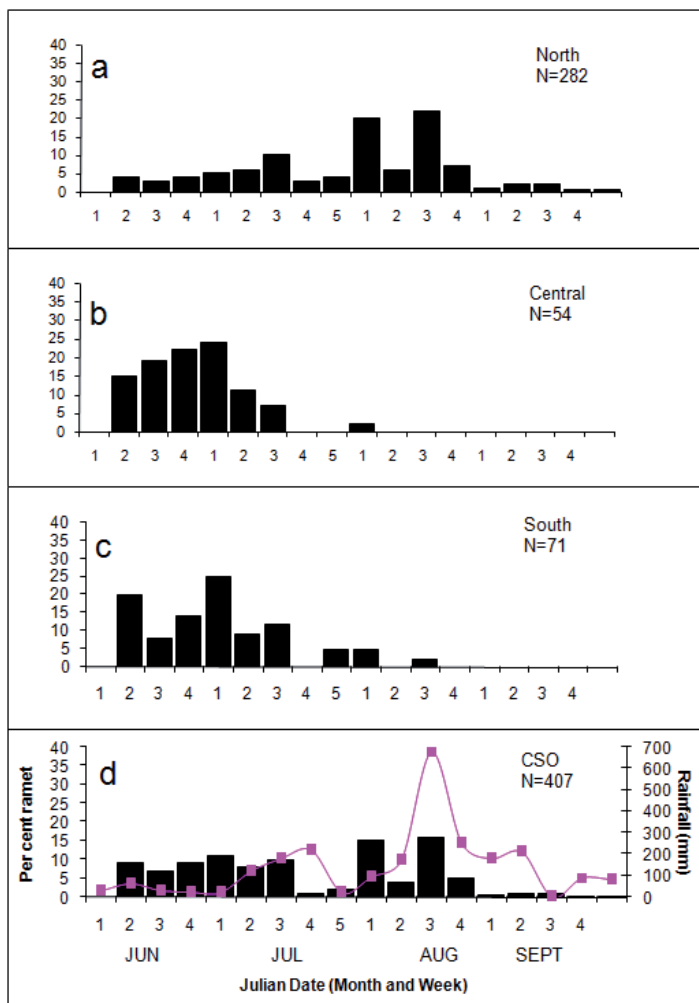 40
35
30
25
20
15
10
5
0
a
North
N=282
1 2 3 4 1 2 3 4 5 1 2 3 4 1 2 3 4
40
35
30
25
20
15
10
5
0
b
Central
N=54
1 2 3 4 1 2 3 4 5 1 2 3 4 1 2 3 4
40
35
30
25
20
15
10
5
0
c
South
N=71
1 2 3 4 1 2 3 4 5 1 2 3 4 1 2 3 4
Per cent ramet
40
35
30
25
20
15
10
5
0
d
CSO
N=407
700
600
500
400
300
200
100
0
Rainfall (mm)
1 2 3 4 1 2 3 4 5 1 2 3 4 1 2 3 4
JUN JUL AUG SEPT
Julian Date (Month and Week)